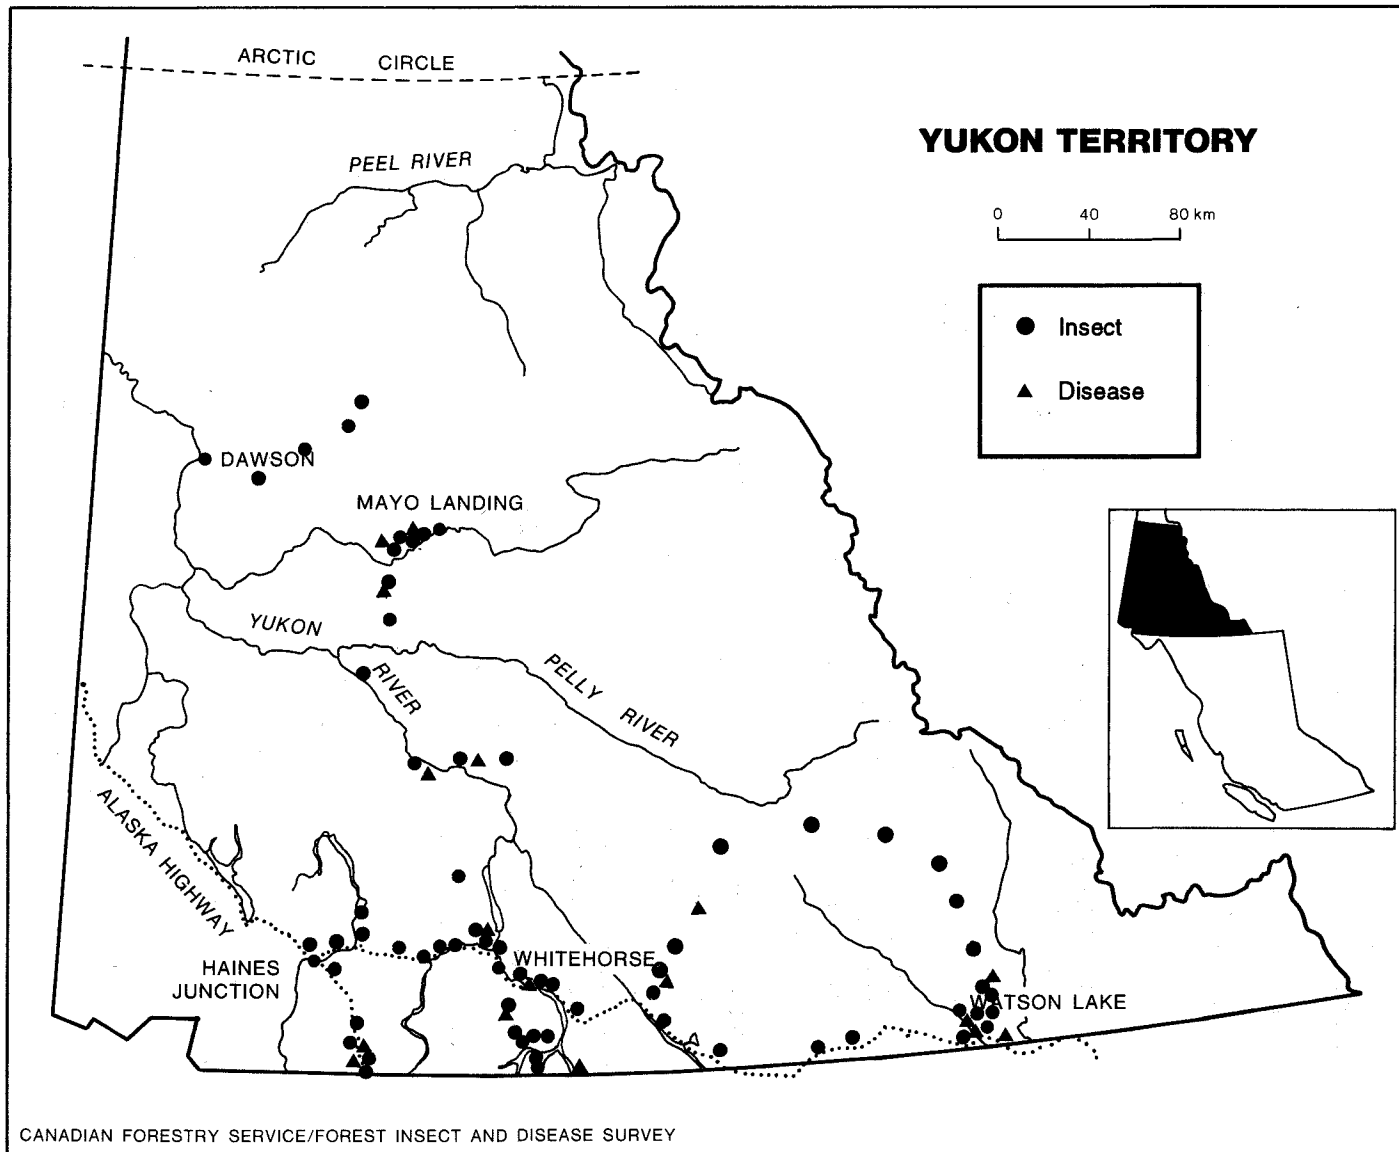 ARCTIC CIRCLE
YUKON TERRITORY
PEEL RIVER
0 40 80 km
Insect
Disease
DAWSON
MAYO LANDING
YUKON
RIVER
PELLY RIVER
ALASKA HIGHWAY
WHITEHORSE
HAINES
JUNCTION
WATSON LAKE
CANADIAN FORESTRY SERVICE/FOREST INSECT AND DISEASE SURVEY